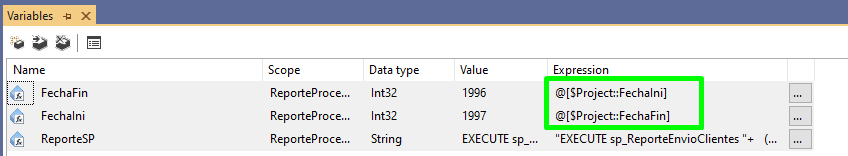 Variables
Name Scope Data type Value Expression
FechaFin ReporteProce... Int32 1996 @[$Project::FechaIni] ...
FechaIni ReporteProce... Int32 1997 @[$Project::FechaFin] ...
ReporteSP ReporteProce... String EXECUTE sp_... "EXECUTE sp_ReporteEnvioClientes "+ (... ...